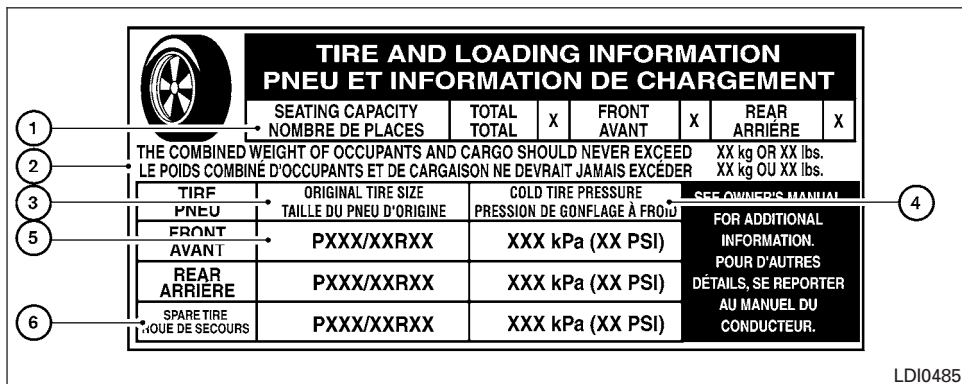 TIRE AND LOADING INFORMATION
PNEU ET INFORMATION DE CHARGEMENT
SEATING CAPACITY TOTAL X FRONT X REAR X
NOMBRE DE PLACES TOTAL AVANT ARRIÉRE
1
THE COMBINED WEIGHT OF OCCUPANTS AND CARGO SHOULD NEVER EXCEED XX kg OR XX lbs.
2
LE POIDS COMBINÉ D'OCCUPANTS ET DE CARGAISON NE DEVRAIT JAMAIS EXCÉDER XX kg OU XX lbs.
TIRE ORIGINAL TIRE SIZE COLD TIRE PRESSURE SEE OWNER'S MANUAL
3 4
PNEU TAILLE DU PNEU D'ORIGINE PRESSION DE GONFLAGE À FROID FOR ADDITIONAL
5
FRONT PXXX/XXRXX XXX kPa (XX PSI) INFORMATION.
AVANT POUR D'AUTRES
REAR PXXX/XXRXX XXX kPa (XX PSI) DÉTAILS, SE REPORTER
ARRIÈRE AU MANUEL DU
6
SPARE TIRE PXXX/XXRXX XXX kPa (XX PSI) CONDUCTEUR.
ROUE DE SECOURS
LDI0485